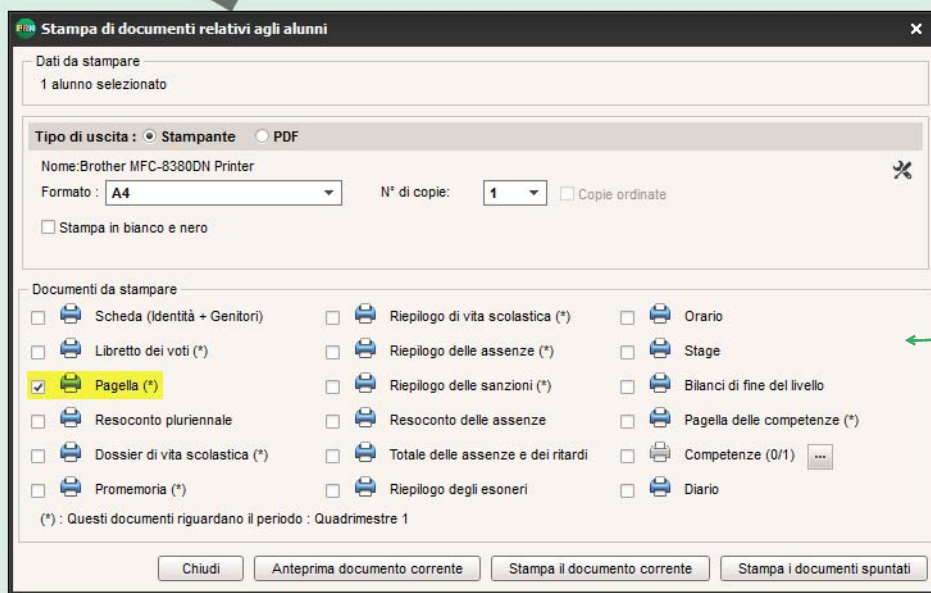 PRN Stampa di documenti relativi agli alunni
Dati da stampare
1 alunno selezionato
Tipo di uscita : Stampante PDF
Nome:Brother MFC-8380DN Printer
Formato : A4 N° di copie: 1 Copie ordinate
Stampa in bianco e nero
Documenti da stampare
Scheda (Identità + Genitori) Riepilogo di vita scolastica (*) Orario
Libretto dei voti (*) Riepilogo delle assenze (*) Stage
Pagella (*) Riepilogo delle sanzioni (*) Bilanci di fine del livello
Resoconto pluriennale Resoconto delle assenze Pagella delle competenze (*)
Dossier di vita scolastica (*) Totale delle assenze e dei ritardi Competenze (0/1) ...
Promemoria (*) Riepilogo degli esoneri Diario
(*) : Questi documenti riguardano il periodo : Quadrimestre 1
Chiudi Anteprima documento corrente Stampa il documento corrente Stampa i documenti spuntati